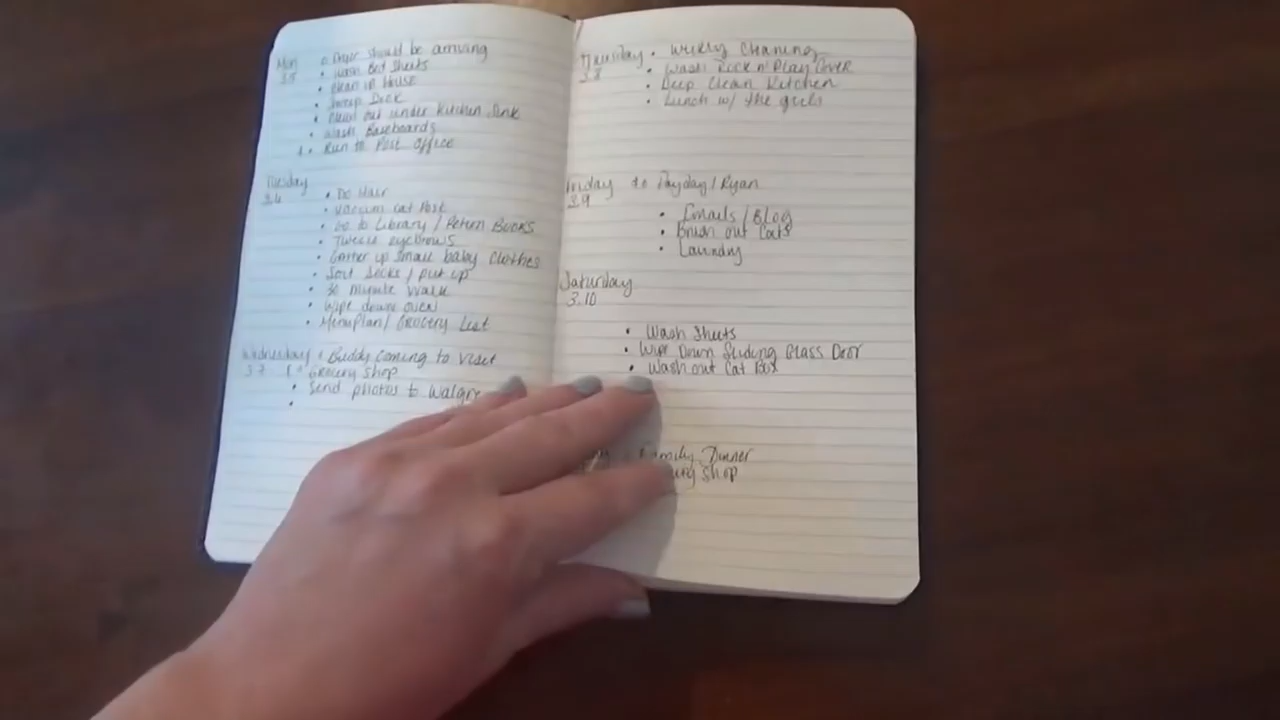 Mon
3.5
should be arriving
• Wash Bed Sheets
• Clean up House
• Sweep Deck
• Clean out under Kitchen Sink
• Wash Baseboards
• Run to Post Office
Tuesday
3.6
• Do Hair
• Vacuum Cat Post
• Go to Library / Return Books
• Tweeze eyebrows
• Gather up small baby clothes
• Sort Socks / put up
• 30 Minute Walk
• Wipe down oven
• Menu Plan / Grocery List
Wednesday
3.7
Buddy Coming to Visit
• Grocery Shop
• Send photos to Walgre
•
Thursday
3.8
• Weekly Cleaning
• Wash Rock n' Play Cover
• Deep Clean Kitchen
• Lunch w/ the girls
Friday
3.9
Payday / Ryan
• Emails / Blog
• Brush out Cats
• Laundry
Saturday
3.10
• Wash Sheets
• Wipe Down Sliding Glass Door
• Wash out Cat Box
Family Dinner
Shop